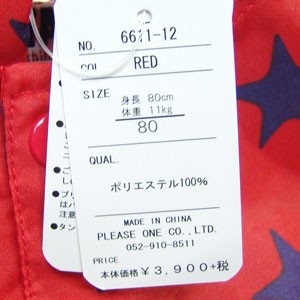 NO. 6621-12
COL RED
SIZE 身長 80cm
体重 11kg
80
QUAL.
ポリエステル100%
MADE IN CHINA
PLEASE ONE CO., LTD.
052-910-8511
PRICE
本体価格 ¥3,900+税